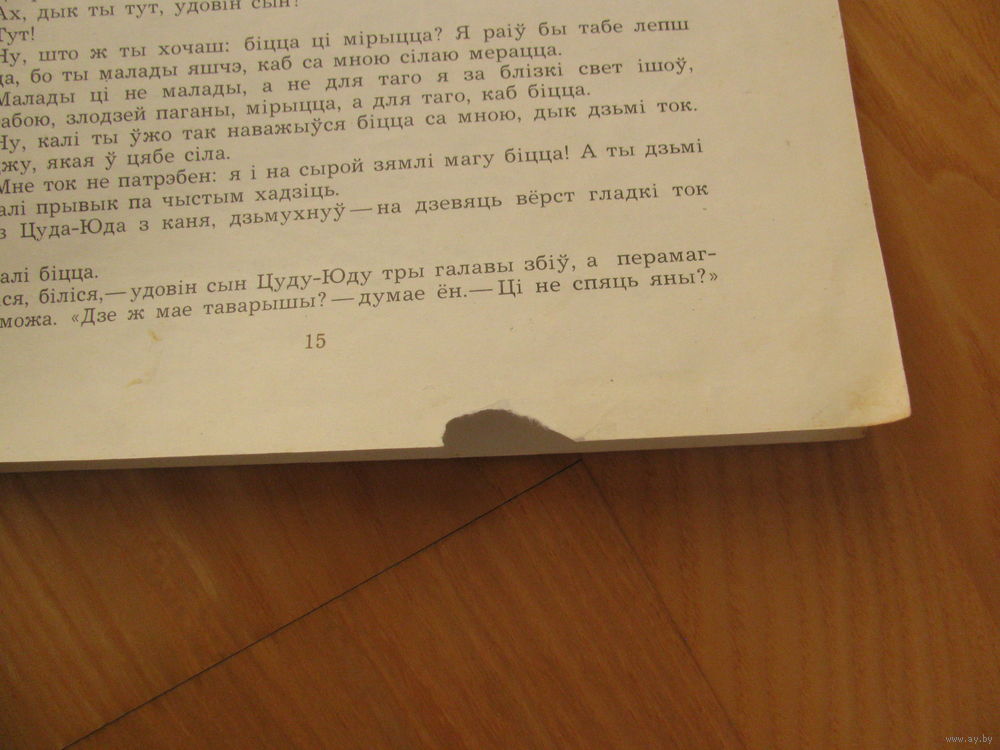 Ах, дык ты тут, удовін сын!
Тут!
Ну, што ж ты хочаш: біцца ці мірыцца? Я раіў бы табе лепш
бо ты малады яшчэ, каб са мною сілаю мерацца.
Малады ці не малады, а не для таго я за блізкі свет ішоў,
злодзей паганы, мірыцца, а для таго, каб біцца.
Ну, калі ты ўжо так наважыўся біцца са мною, дык дзьмі ток.
якая ў цябе сіла.
Мне ток не патрэбен: я і на сырой зямлі магу біцца! А ты дзьмі
прывык па чыстым хадзіць.
з Цуда-Юда з каня, дзьмухнуў — на дзевяць вёрст гладкі ток
біцца.
біліся, — удовін сын Цуду-Юду тры галавы збіў, а перамаг-
можа. «Дзе ж мае таварышы? — думае ён. — Ці не спяць яны?»
15
www.ay.by